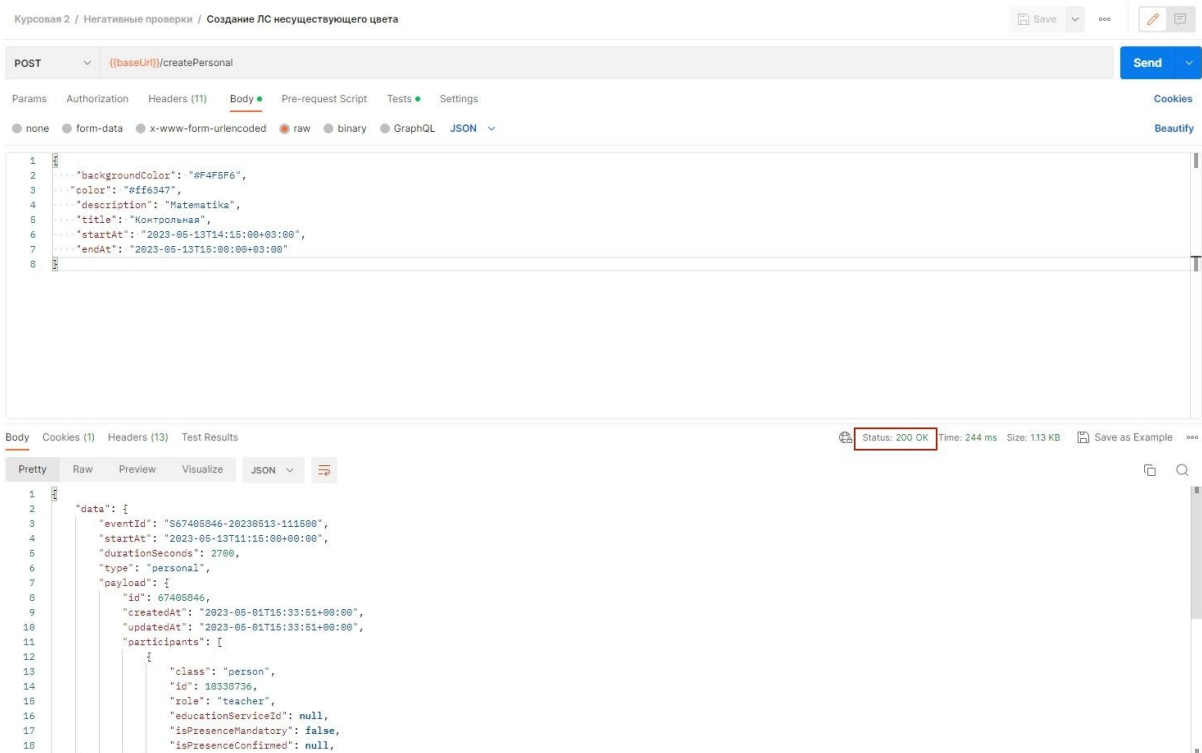 Курсовая 2 / Негативные проверки / Создание ЛС несуществующего цвета
Save
POST {{baseUrl}}/createPersonal Send
Params Authorization Headers (11) Body Pre-request Script Tests Settings Cookies
none form-data x-www-form-urlencoded raw binary GraphQL JSON Beautify
1 {
2 "backgroundColor": "#F4F5F6",
3 "color": "#ff6347",
4 "description": "Matematika",
5 "title": "Контрольная",
6 "startAt": "2023-05-13T14:15:00+03:00",
7 "endAt": "2023-05-13T15:00:00+03:00"
8 }
Body Cookies (1) Headers (13) Test Results Status: 200 OK Time: 244 ms Size: 1.13 KB Save as Example
Pretty Raw Preview Visualize JSON
1 {
2 "data": {
3 "eventId": "S67405846-20230513-111500",
4 "startAt": "2023-05-13T11:15:00+00:00",
5 "durationSeconds": 2700,
6 "type": "personal",
7 "payload": {
8 "id": 67405846,
9 "createdAt": "2023-05-01T15:33:51+00:00",
10 "updatedAt": "2023-05-01T15:33:51+00:00",
11 "participants": [
12 {
13 "class": "person",
14 "id": 10338736,
15 "role": "teacher",
16 "educationServiceId": null,
17 "isPresenceMandatory": false,
18 "isPresenceConfirmed": null,